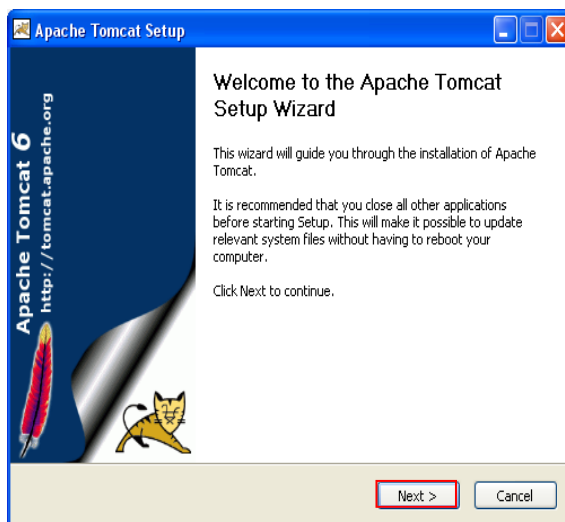 Apache Tomcat Setup
Apache Tomcat 6
http://tomcat.apache.org
Welcome to the Apache Tomcat
Setup Wizard
This wizard will guide you through the installation of Apache
Tomcat.
It is recommended that you close all other applications
before starting Setup. This will make it possible to update
relevant system files without having to reboot your
computer.
Click Next to continue.
Next >
Cancel